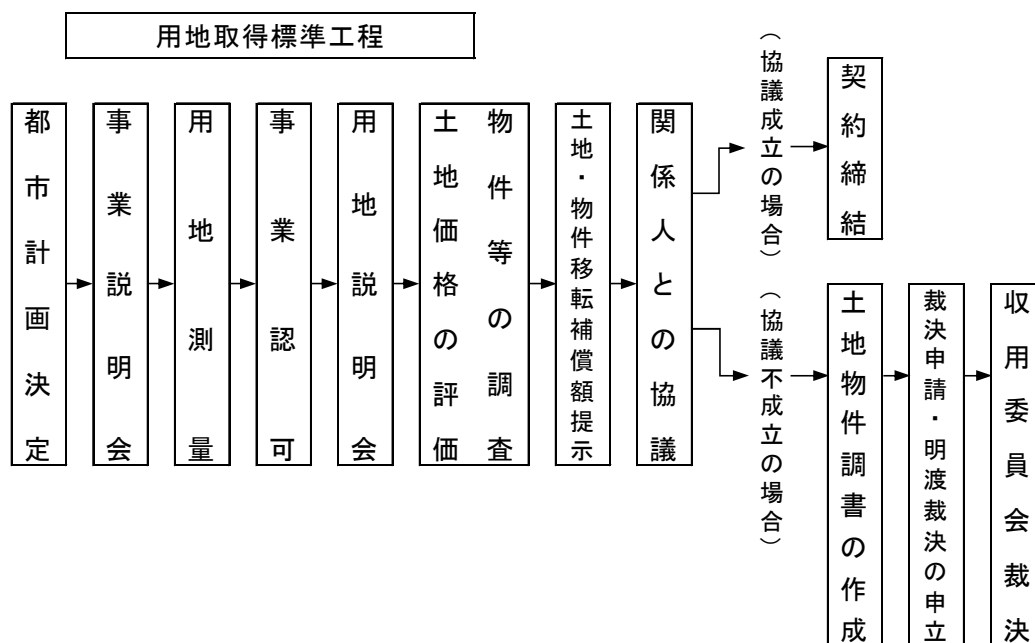 用地取得標準工程
都市計画決定
事業説明会
用地測量
事業認可
用地説明会
物件等の調査
土地価格の評価
土地・物件移転補償額提示
関係人との協議
（協議成立の場合）
契約締結
（協議不成立の場合）
土地物件調書の作成
裁決申請・明渡裁決の申立
収用委員会裁決